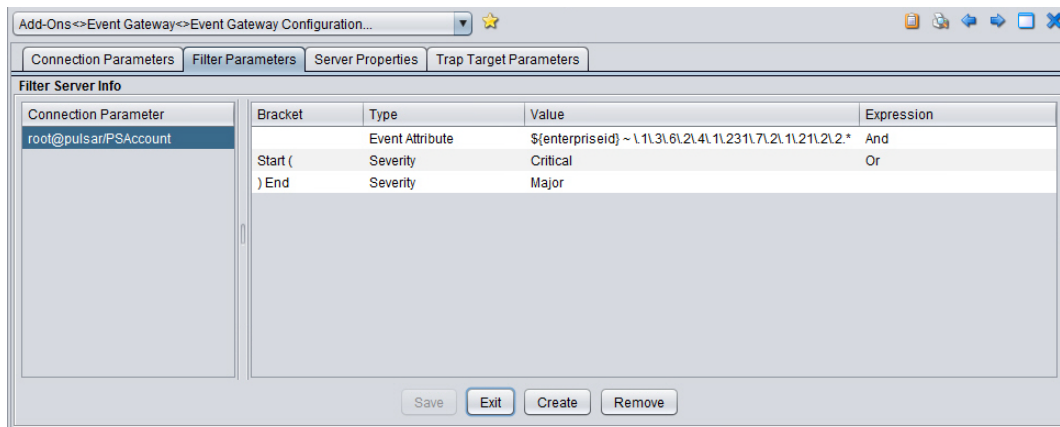 Add-Ons<>Event Gateway<>Event Gateway Configuration...
Connection Parameters Filter Parameters Server Properties Trap Target Parameters
Filter Server Info
Connection Parameter Bracket Type Value Expression
root@pulsar/PSAccount Event Attribute ${enterpriseid} ~ \.1\.3\.6\.2\.4\.1\.231\.7\.2\.1\.21\.2\.2.* And
Start ( Severity Critical Or
) End Severity Major
Save Exit Create Remove